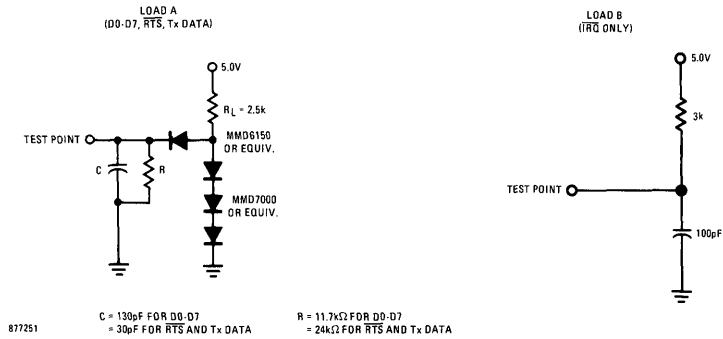 LOAD A
(D0-D7, RTS, Tx DATA)
5.0V
RL = 2.5k
TEST POINT
MMD6150
OR EQUIV.
C
R
MMD7000
OR EQUIV.
C = 130pF FOR D0-D7
= 30pF FOR RTS AND Tx DATA
R = 11.7kΩ FOR D0-D7
= 24kΩ FOR RTS AND Tx DATA
877251
LOAD B
(IRQ ONLY)
5.0V
3k
TEST POINT
100pF